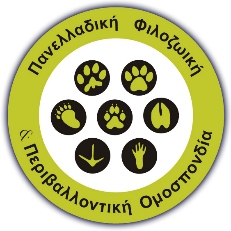 Πανελλαδική Φιλοζωική
& Περιβαλλοντική Ομοσπονδία